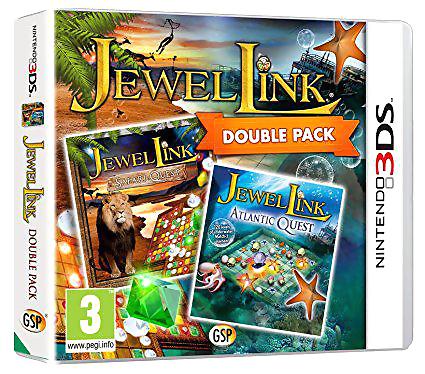 NINTENDO 3DS
JEWEL LINK
DOUBLE PACK
GSP
JEWEL LINK
DOUBLE PACK
JEWEL LINK
SAFARI QUEST
JEWEL LINK
ATLANTIC QUEST
3
www.pegi.info
GSP
NINTENDO 3DS